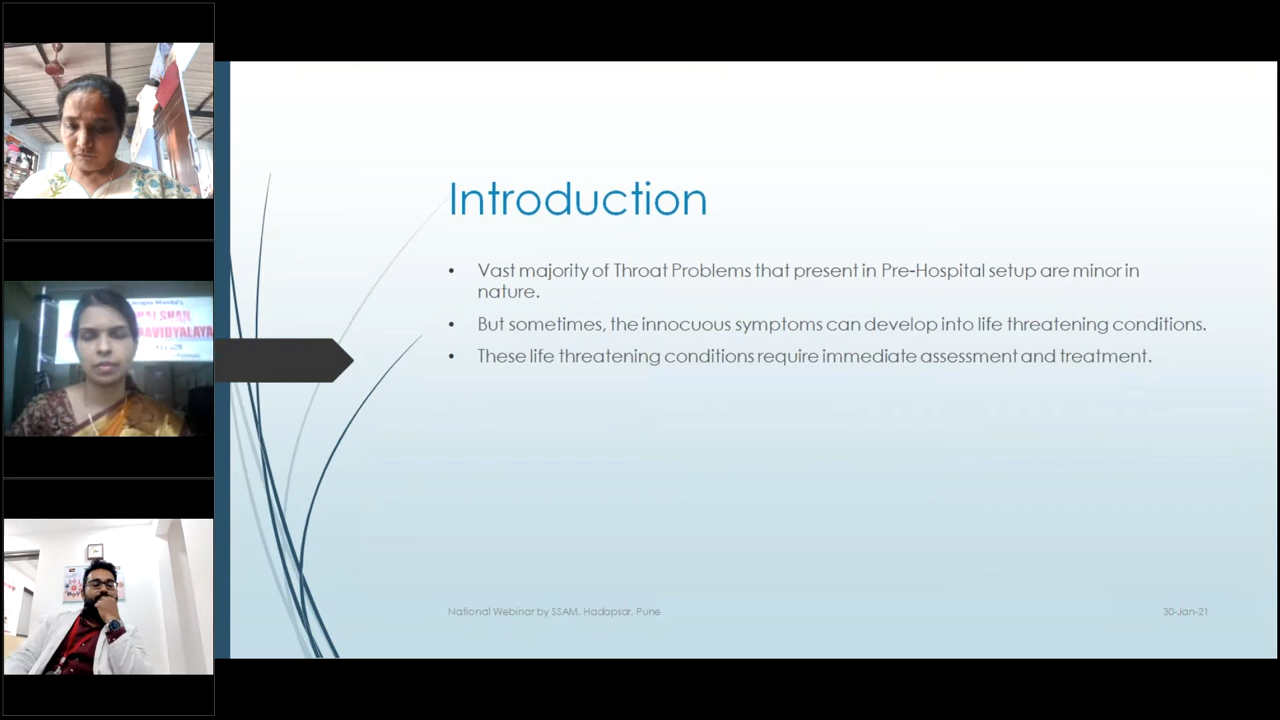 Introduction
• Vast majority of Throat Problems that present in Pre-Hospital setup are minor in
nature.
• But sometimes, the innocuous symptoms can develop into life threatening conditions.
• These life threatening conditions require immediate assessment and treatment.
National Webinar by SSAM, Hadapsar, Pune
30-Jan-21